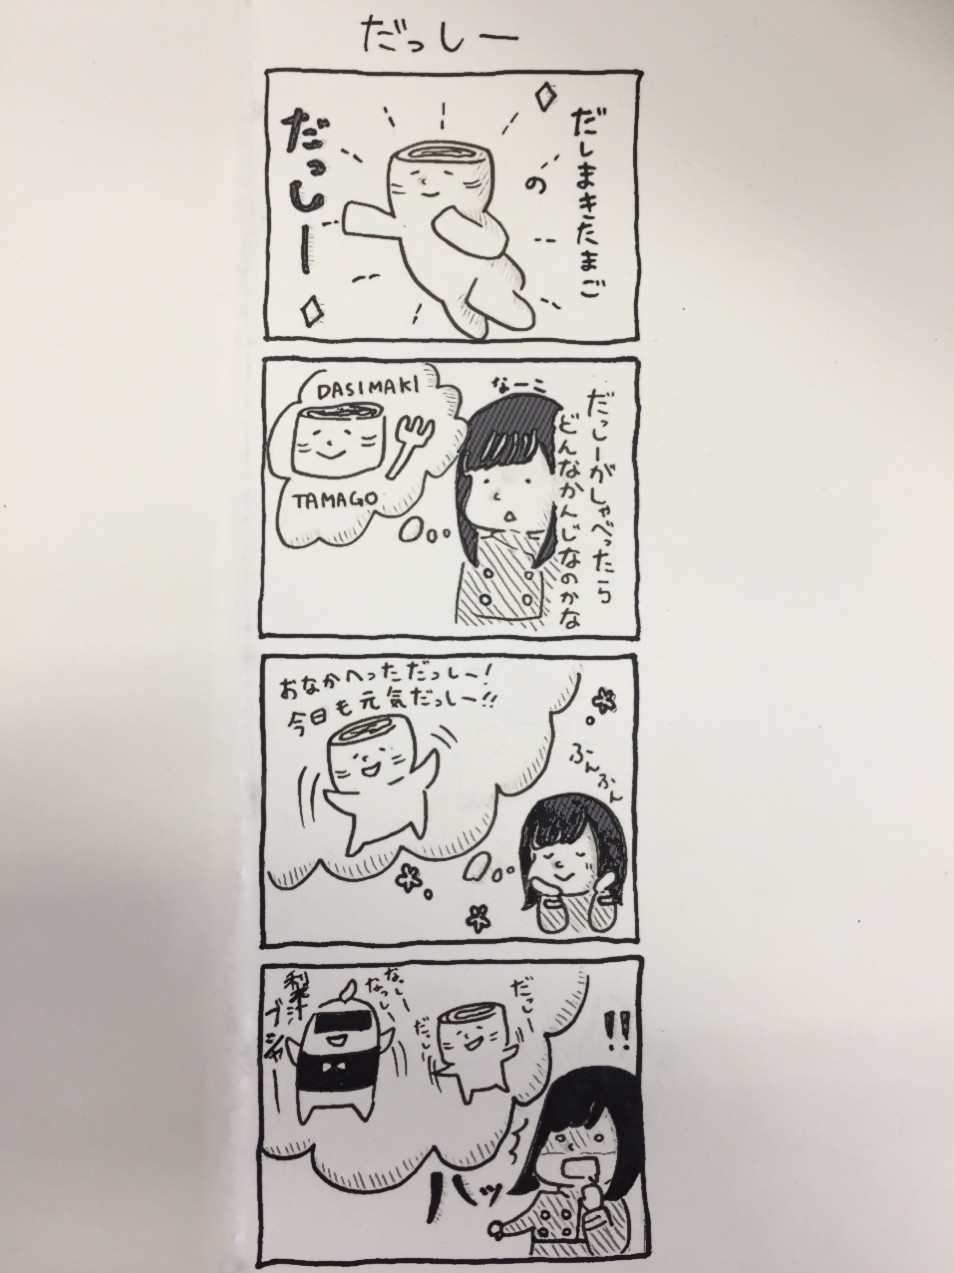 だっしー
だしまきたまご
の
だっしー
だっしーがしゃべったら
どんなかんじなのかな
なーこ
DASIMAKI
TAMAGO
おなかへっただっしー!
今日も元気だっしー!!
ぶんぶん
!!
だっしー
だっしー
なっしー
なっしー
梨汁
ブシャー
ハッ